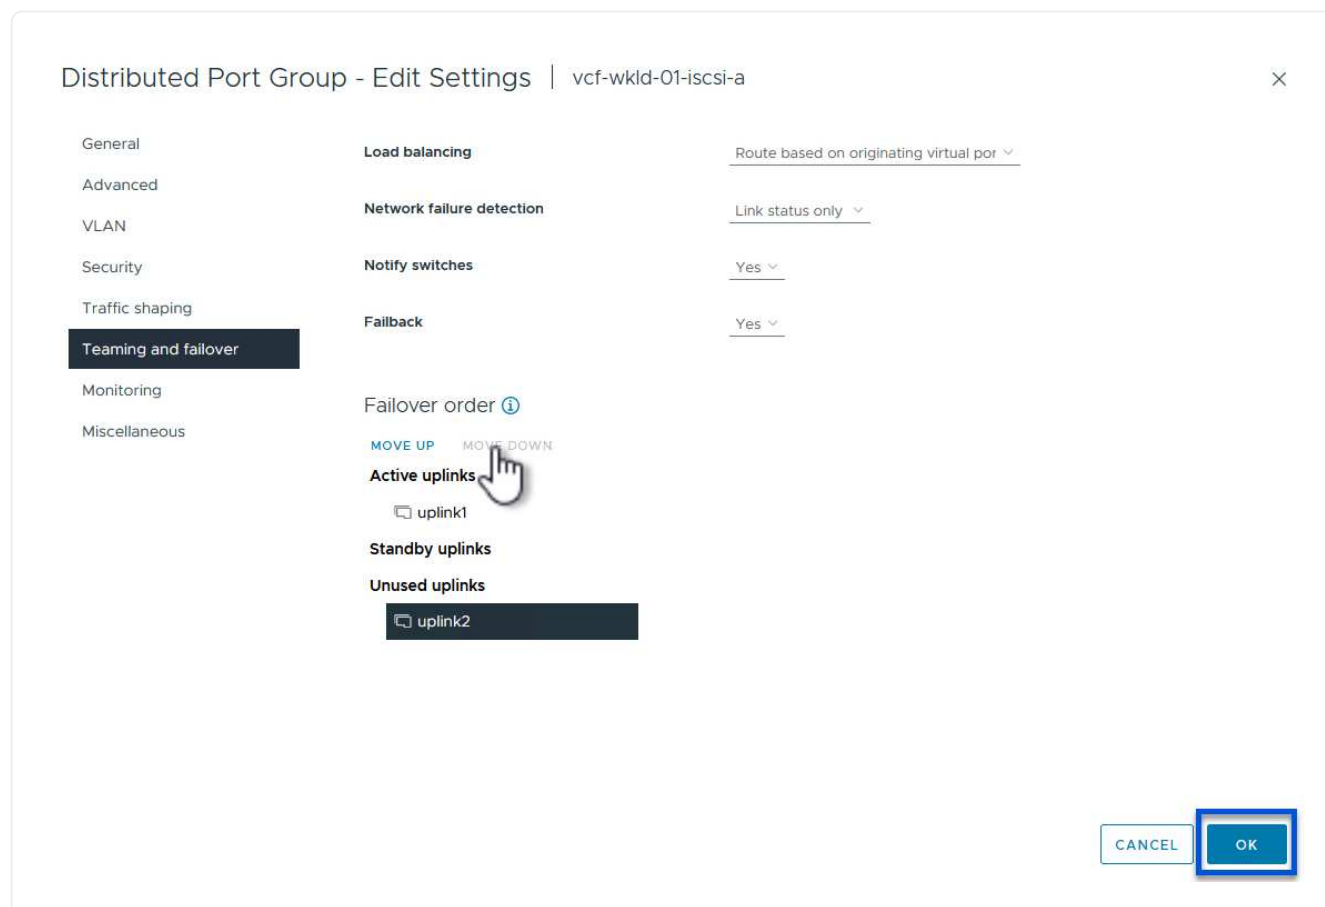 Distributed Port Group - Edit Settings | vcf-wkld-01-iscsi-a
General
Advanced
VLAN
Security
Traffic shaping
Teaming and failover
Monitoring
Miscellaneous
Load balancing
Route based on originating virtual por
Network failure detection
Link status only
Notify switches
Yes
Failback
Yes
Failover order
MOVE UP MOVE DOWN
Active uplinks
uplink1
Standby uplinks
Unused uplinks
uplink2
CANCEL OK